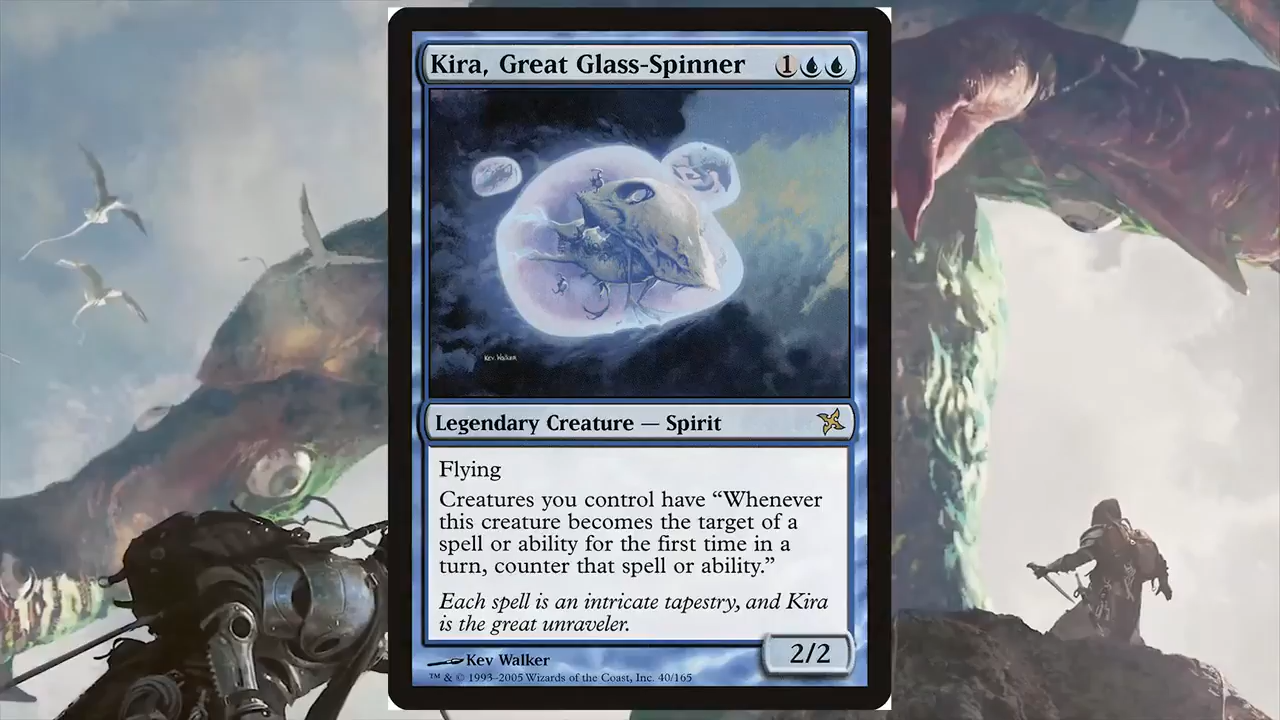 Kira, Great Glass-Spinner 1
Kev. Walker
Legendary Creature — Spirit
Flying
Creatures you control have “Whenever
this creature becomes the target of a
spell or ability for the first time in a
turn, counter that spell or ability.”
Each spell is an intricate tapestry, and Kira
is the great unraveler.
2/2
Kev Walker
™ & © 1993–2005 Wizards of the Coast, Inc. 40/165